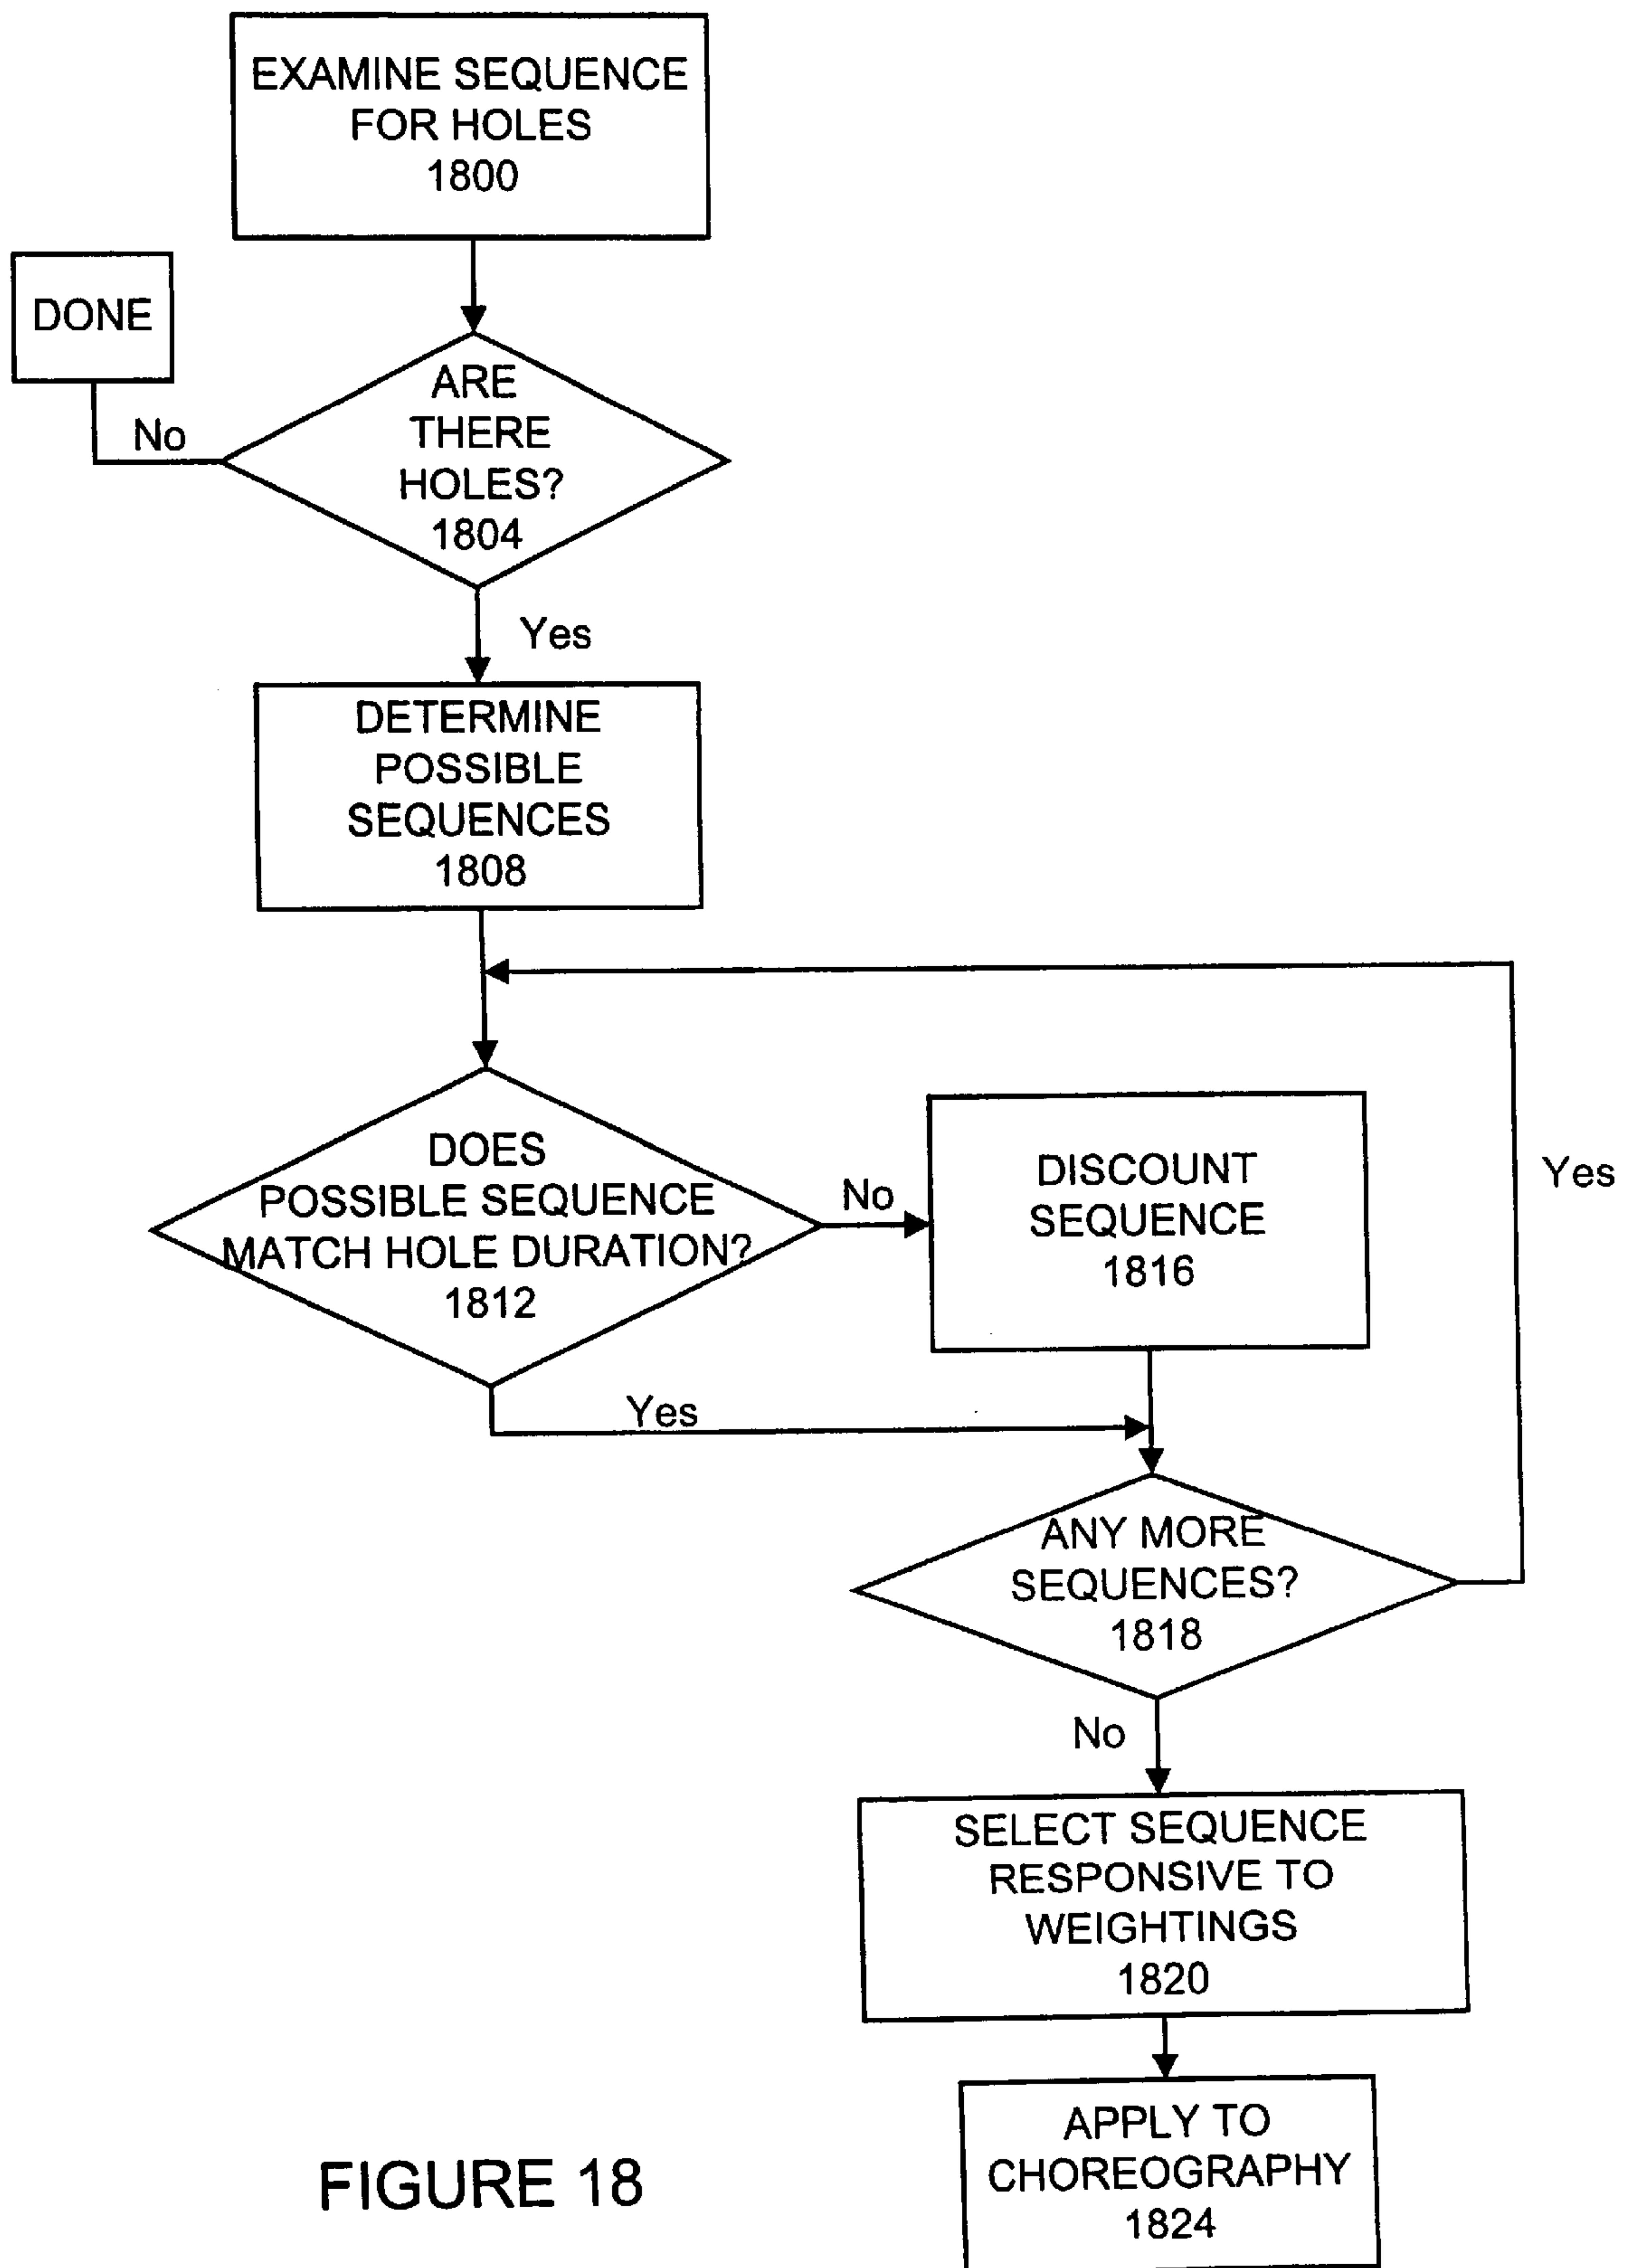 EXAMINE SEQUENCE
FOR HOLES
1800
DONE
No
ARE
THERE
HOLES?
1804
Yes
DETERMINE
POSSIBLE
SEQUENCES
1808
DOES
POSSIBLE SEQUENCE
MATCH HOLE DURATION?
1812
No
DISCOUNT
SEQUENCE
1816
Yes
Yes
ANY MORE
SEQUENCES?
1818
No
SELECT SEQUENCE
RESPONSIVE TO
WEIGHTINGS
1820
APPLY TO
CHOREOGRAPHY
1824
FIGURE 18